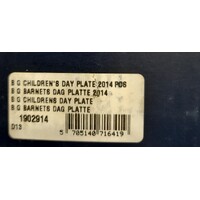 B G CHILDREN'S DAY PLATE 2014 PDS
B G BARNETS DAG PLATTE 2014
B G CHILDRENS DAY PLATE
B G BARNETS DAG PLATTE
1902914
D13
5 705140 716419